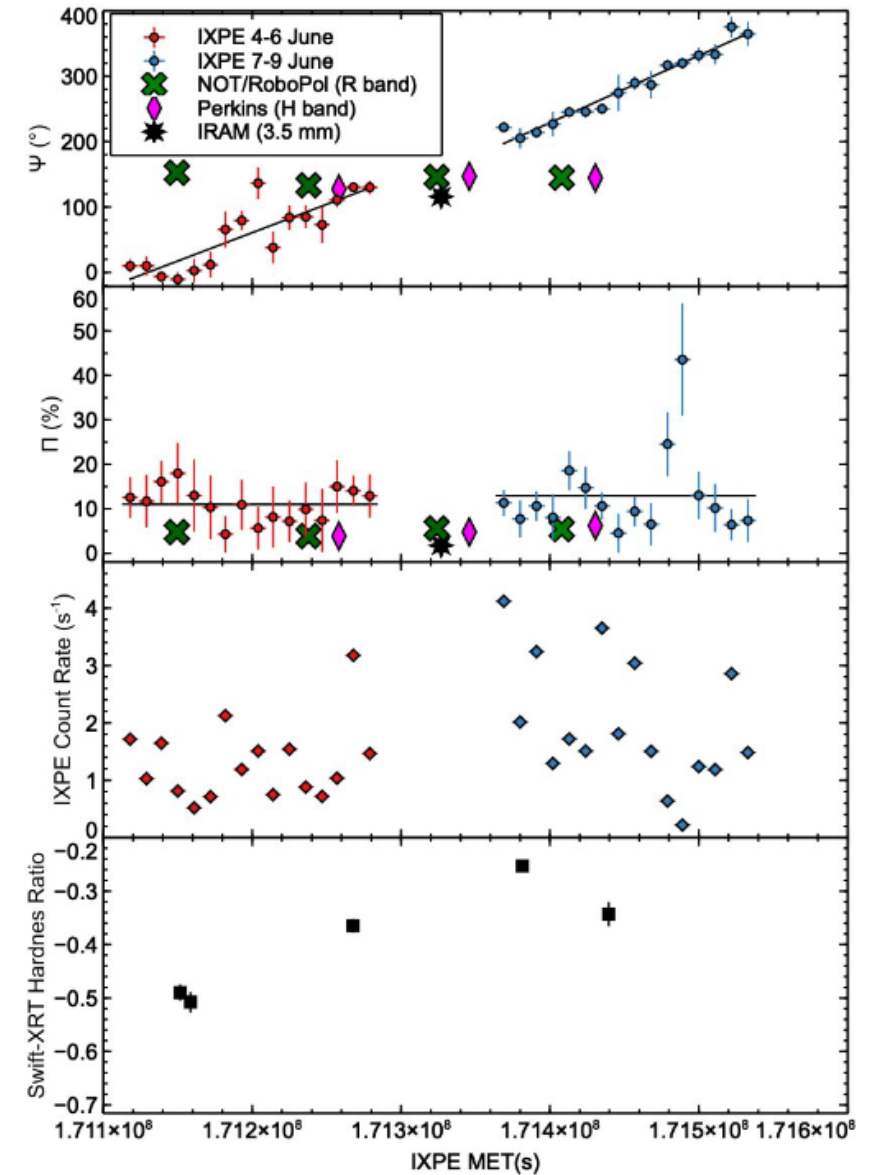 400
300
200
100
0
Ψ (°)
IXPE 4-6 June
IXPE 7-9 June
NOT/RoboPol (R band)
Perkins (H band)
IRAM (3.5 mm)
60
50
40
30
20
10
0
Π (%)
4
3
2
1
0
IXPE Count Rate (s⁻¹)
−0.2
−0.3
−0.4
−0.5
−0.6
−0.7
Swift-XRT Hardnes Ratio
1.711×10⁸ 1.712×10⁸ 1.713×10⁸ 1.714×10⁸ 1.715×10⁸ 1.716×10⁸
IXPE MET(s)